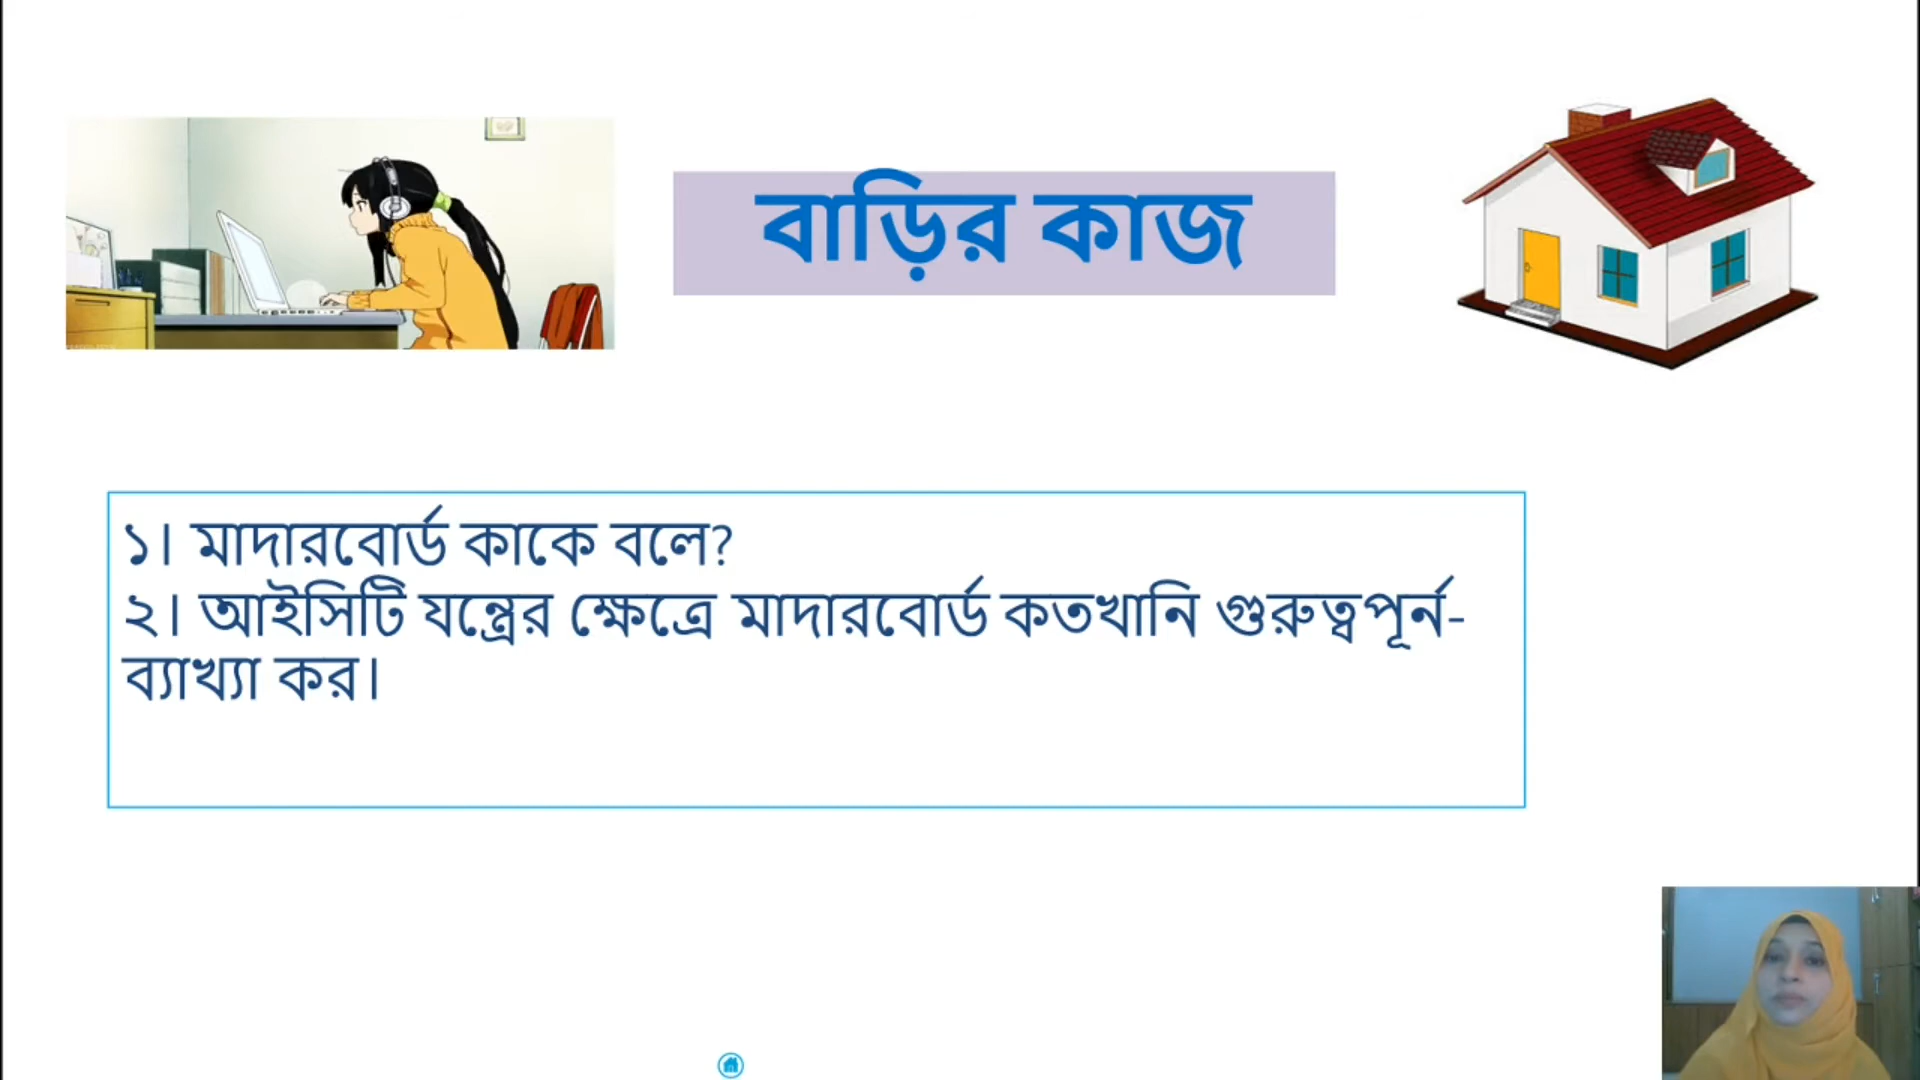 বাড়ির কাজ
১। মাদারবোর্ড কাকে বলে?
২। আইসিটি যন্ত্রের ক্ষেত্রে মাদারবোর্ড কতখানি গুরুত্বপূর্ন-
ব্যাখ্যা কর।